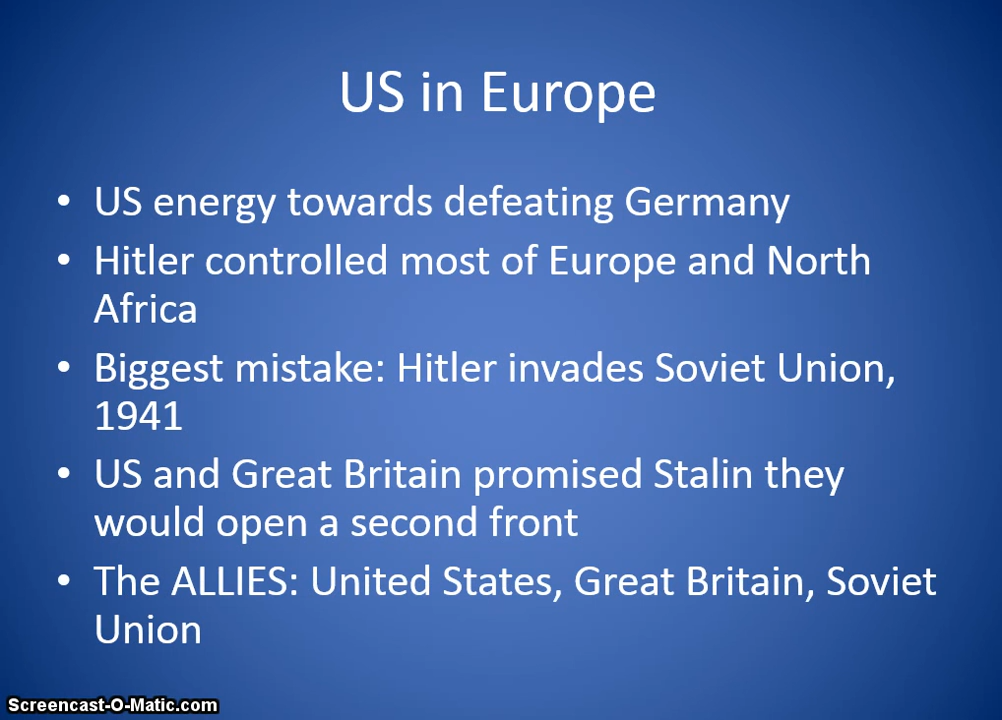 US in Europe
• US energy towards defeating Germany
• Hitler controlled most of Europe and North
Africa
• Biggest mistake: Hitler invades Soviet Union,
1941
• US and Great Britain promised Stalin they
would open a second front
• The ALLIES: United States, Great Britain, Soviet
Union
Screencast-O-Matic.com